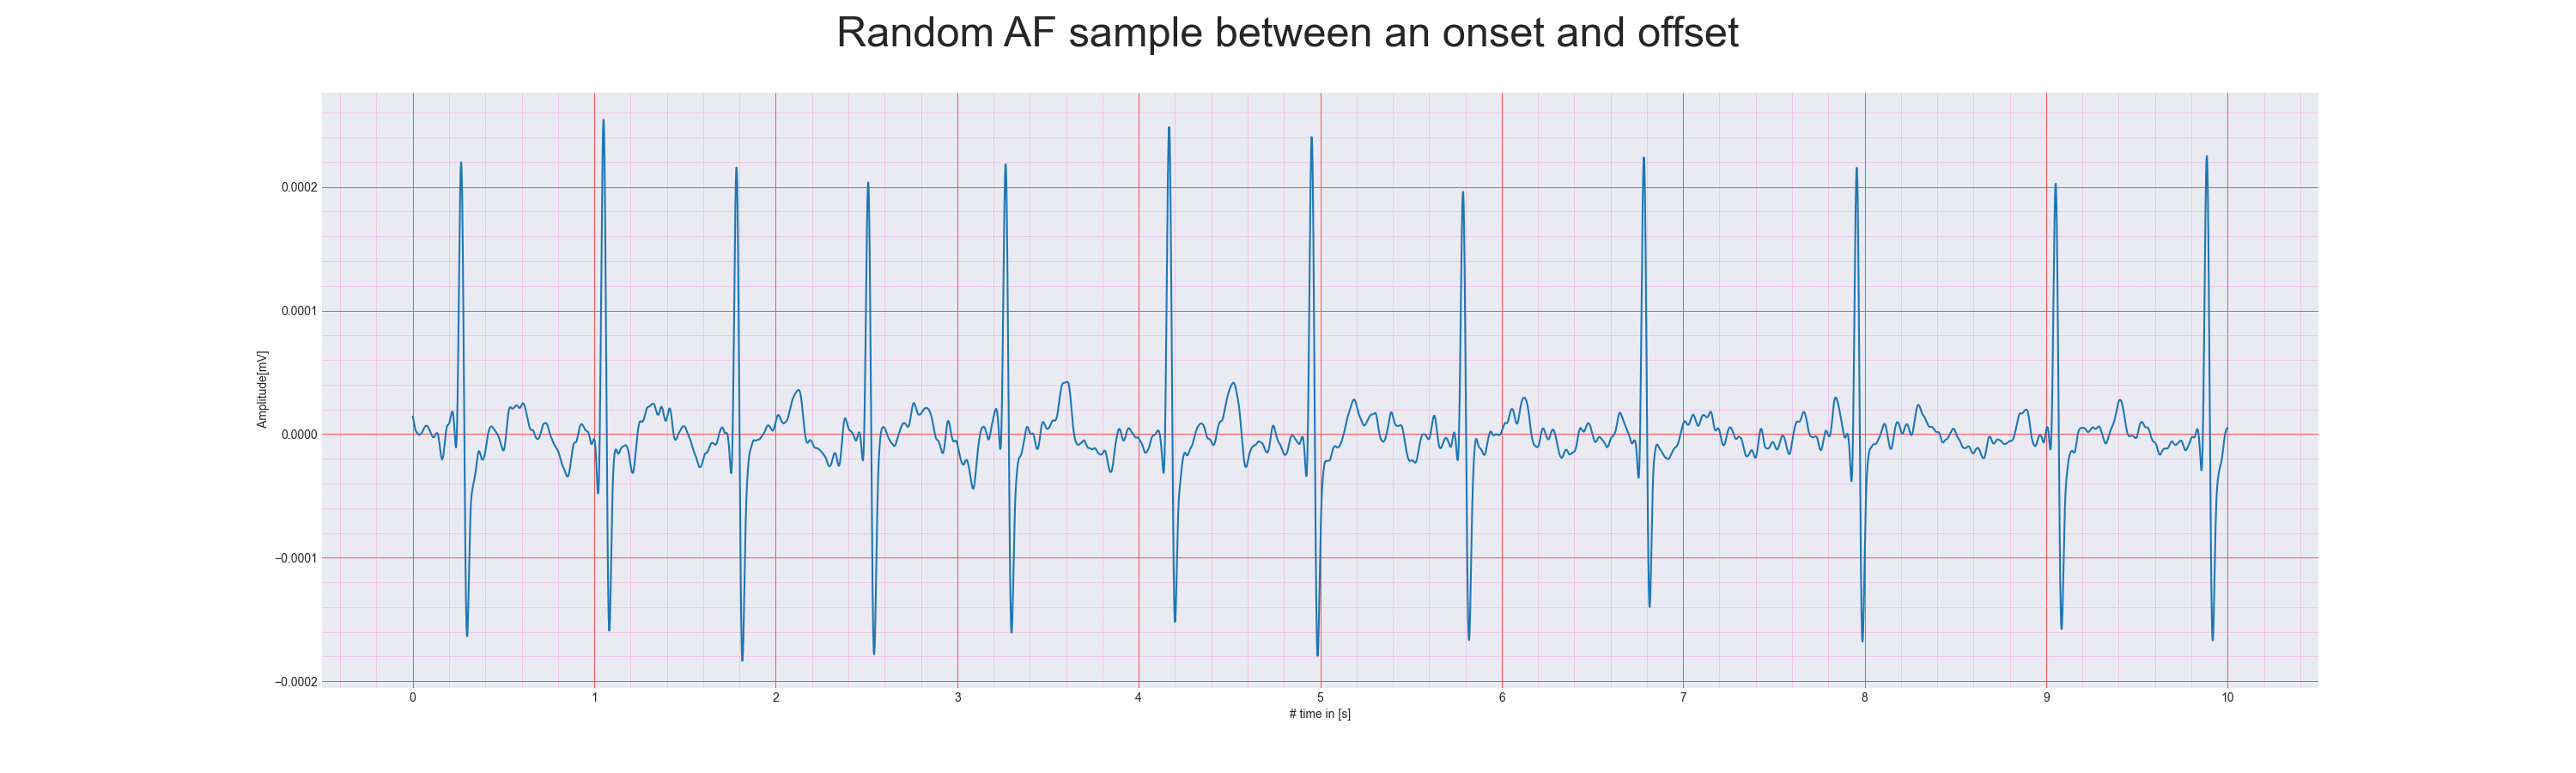 Random AF sample between an onset and offset
0.0002
0.0001
0.0000
−0.0001
−0.0002
Amplitude[mV]
0 1 2 3 4 5 6 7 8 9 10
# time in [s]